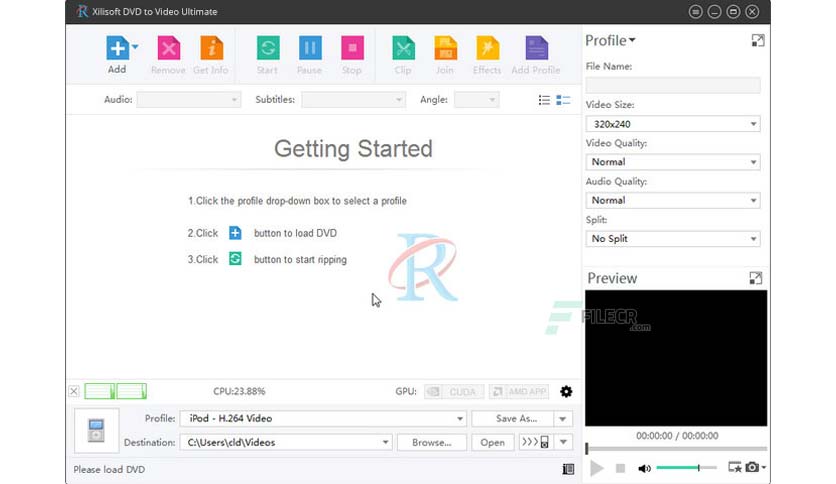 Xilisoft DVD to Video Ultimate
Add Remove Get Info Start Pause Stop Clip Join Effects Add Profile
Audio: Subtitles: Angle:
Getting Started
1.Click the profile drop-down box to select a profile
2.Click button to load DVD
3.Click button to start ripping
CPU:23.88% GPU: CUDA AMD APP
Profile: iPod - H.264 Video Save As...
Destination: C:\Users\cld\Videos Browse... Open
Please load DVD
Profile
File Name:
Video Size:
320x240
Video Quality:
Normal
Audio Quality:
Normal
Split:
No Split
Preview
FILECR
.com
00:00:00 / 00:00:00